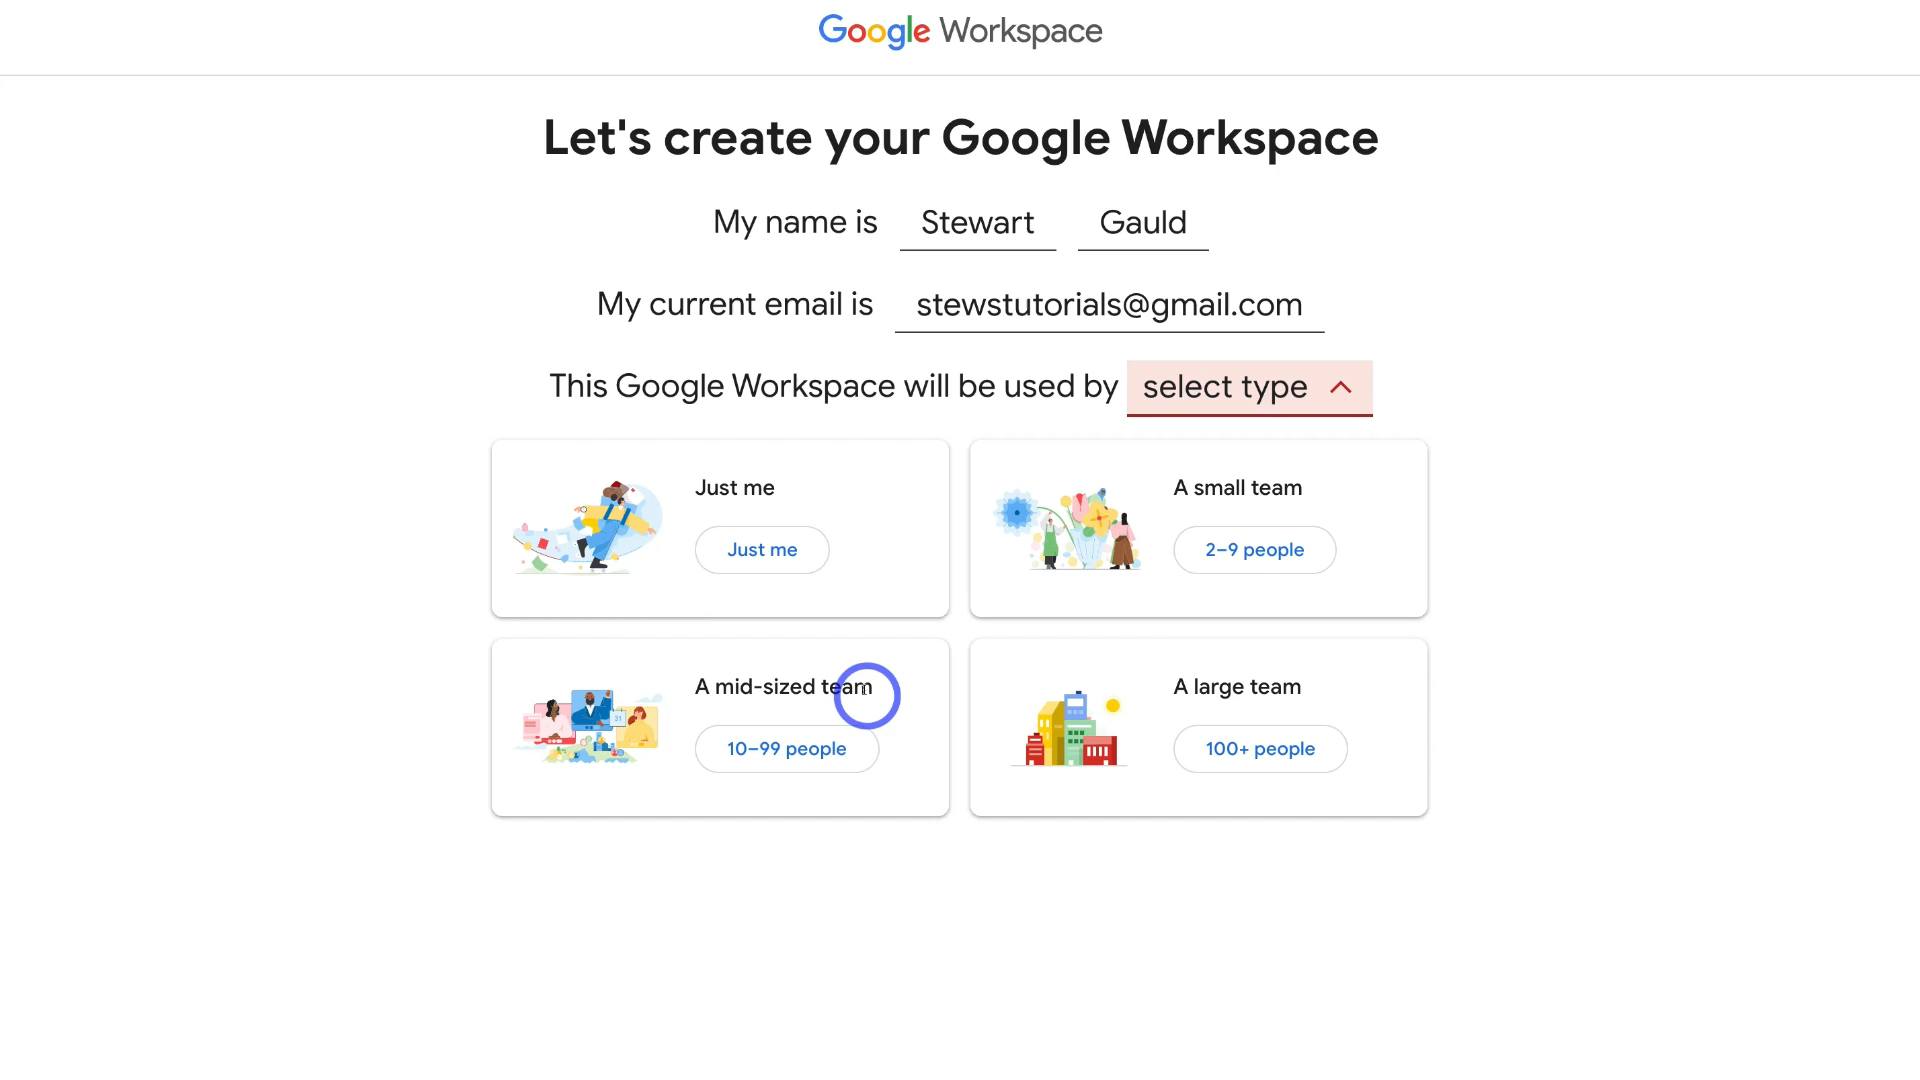 Google Workspace
Let's create your Google Workspace
My name is Stewart Gauld
My current email is stewstutorials@gmail.com
This Google Workspace will be used by select type
Just me
Just me
A small team
2–9 people
A mid-sized team
10–99 people
31
A large team
100+ people